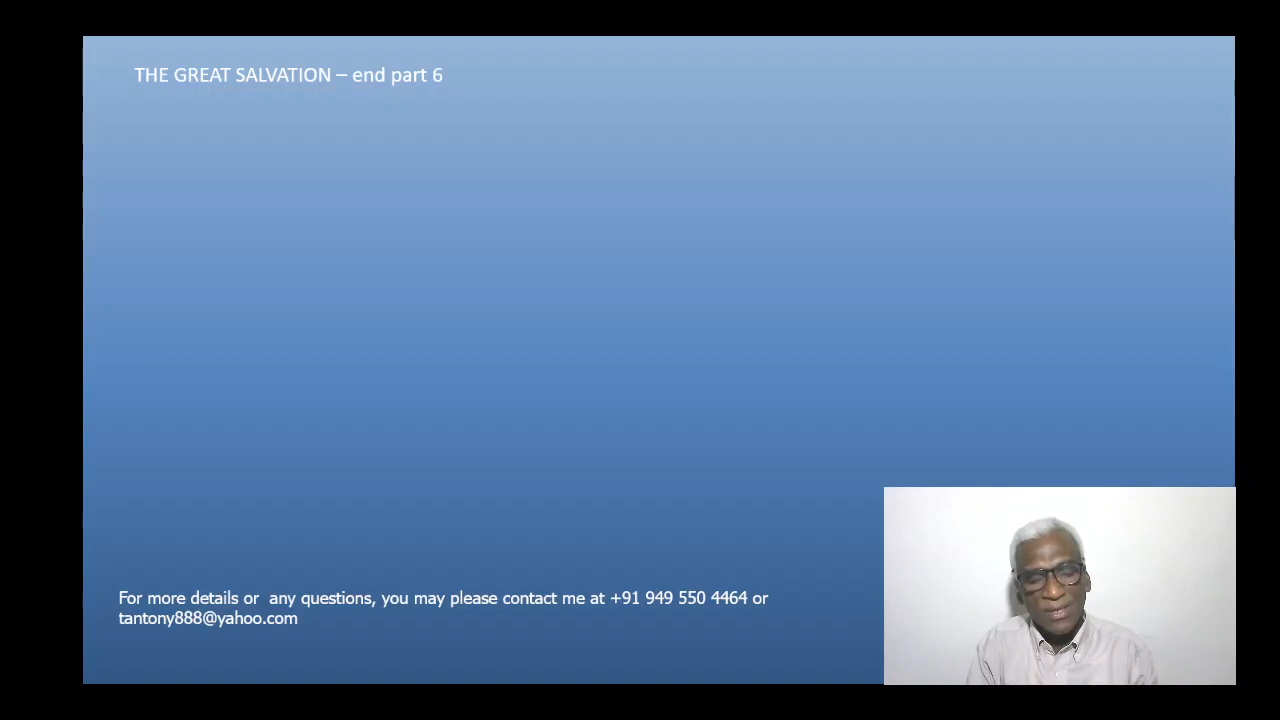 THE GREAT SALVATION – end part 6
For more details or  any questions, you may please contact me at +91 949 550 4464 or
tantony888@yahoo.com